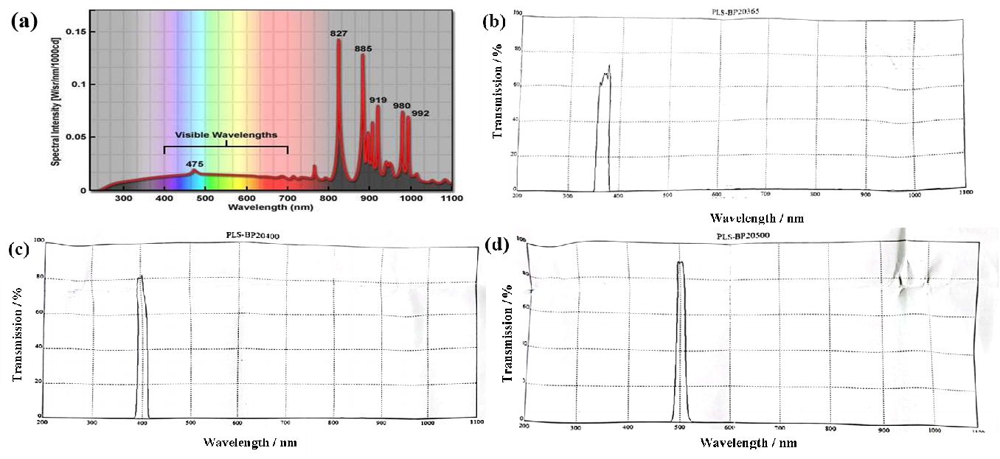 (a)
Spectral Intensity [W/sr/nm/1000cd]
0.15
0.1
0.05
0
827
885
919
980
992
Visible Wavelengths
475
300 400 500 600 700 800 900 1000 1100
Wavelength (nm)
(b)
PLS-BP20365
Transmission / %
100
80
60
40
20
0
200 300 400 500 600 700 800 900 1000 1100
Wavelength / nm
(c)
PLS-BP20400
Transmission / %
100
80
60
40
20
0
200 300 400 500 600 700 800 900 1000 1100
Wavelength / nm
(d)
PLS-BP20500
Transmission / %
100
80
60
0
200 300 400 500 600 700 800 900 1000
Wavelength / nm